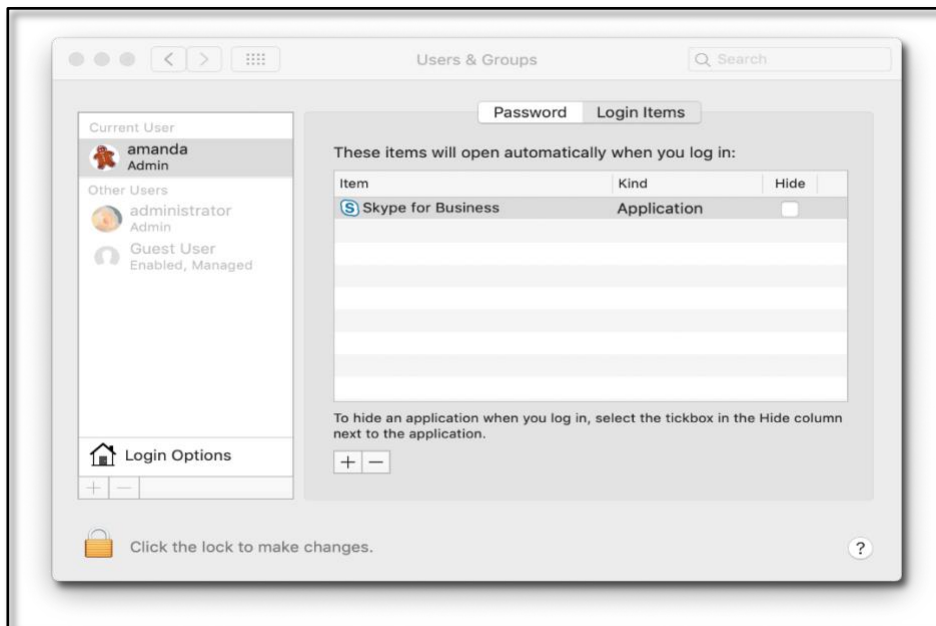 Users & Groups
Search
Current User
amanda
Admin
Other Users
administrator
Admin
Guest User
Enabled, Managed
Login Options
Password
Login Items
These items will open automatically when you log in:
Item Kind Hide
Skype for Business Application
To hide an application when you log in, select the tickbox in the Hide column
next to the application.
Click the lock to make changes.
?